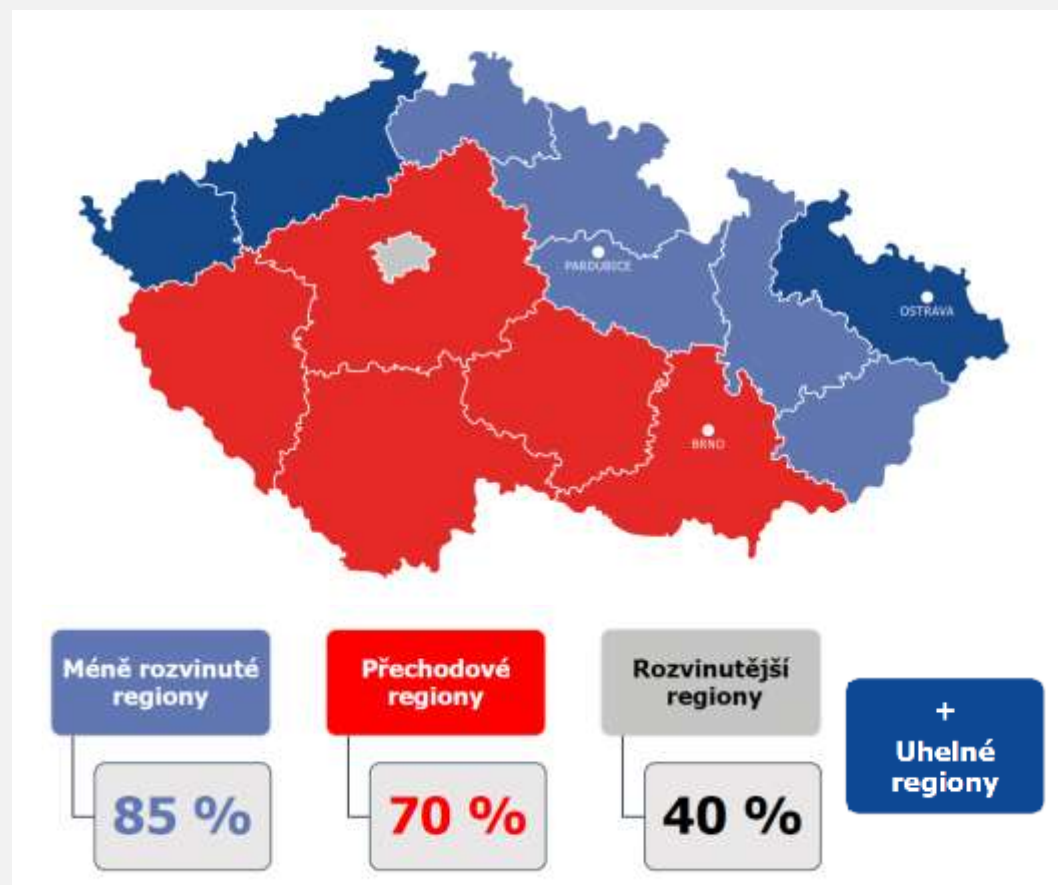 PARDUBICE
OSTRAVA
BRNO
Méně rozvinuté
regiony
85 %
Přechodové
regiony
70 %
Rozvinutější
regiony
40 %
+
Uhelné
regiony